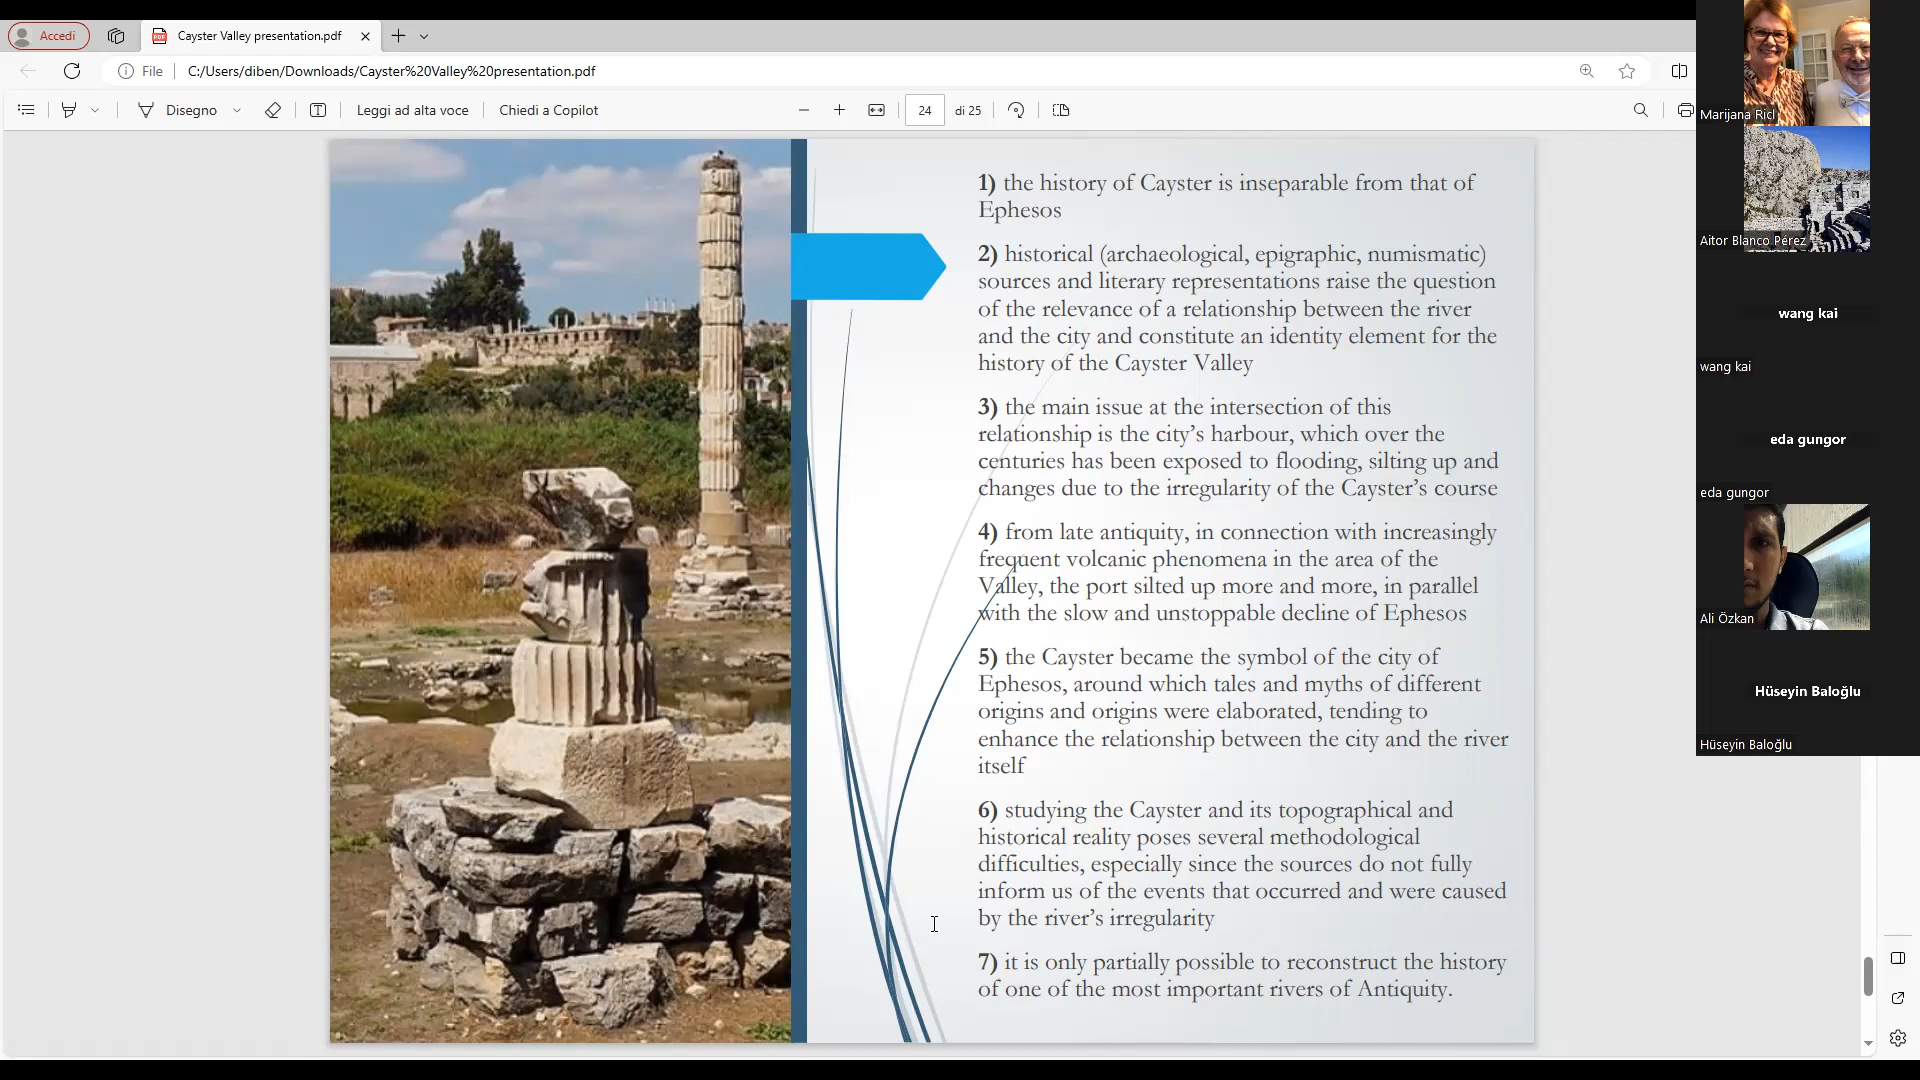 Accedi
Cayster Valley presentation.pdf
File
C:/Users/diben/Downloads/Cayster%20Valley%20presentation.pdf
Disegno
Leggi ad alta voce
Chiedi a Copilot
24
di 25
1) the history of Cayster is inseparable from that of
Ephesos
2) historical (archaeological, epigraphic, numismatic)
sources and literary representations raise the question
of the relevance of a relationship between the river
and the city and constitute an identity element for the
history of the Cayster Valley
3) the main issue at the intersection of this
relationship is the city’s harbour, which over the
centuries has been exposed to flooding, silting up and
changes due to the irregularity of the Cayster’s course
4) from late antiquity, in connection with increasingly
frequent volcanic phenomena in the area of the
Valley, the port silted up more and more, in parallel
with the slow and unstoppable decline of Ephesos
5) the Cayster became the symbol of the city of
Ephesos, around which tales and myths of different
origins and origins were elaborated, tending to
enhance the relationship between the city and the river
itself
6) studying the Cayster and its topographical and
historical reality poses several methodological
difficulties, especially since the sources do not fully
inform us of the events that occurred and were caused
by the river’s irregularity
7) it is only partially possible to reconstruct the history
of one of the most important rivers of Antiquity.
Marijana Ricl
Aitor Blanco Pérez
wang kai
wang kai
eda gungor
eda gungor
Ali Özkan
Hüseyin Baloğlu
Hüseyin Baloğlu